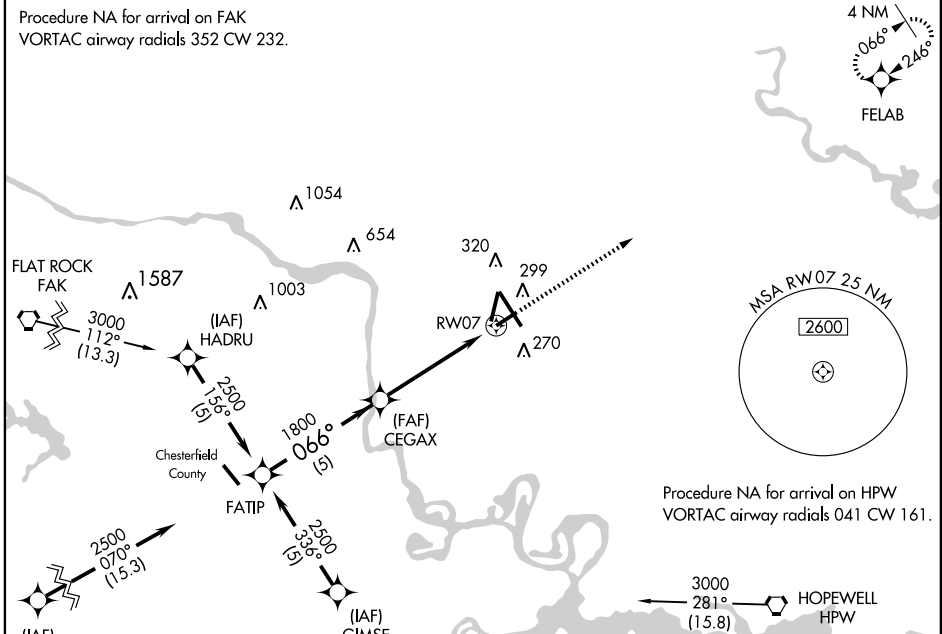 Procedure NA for arrival on FAK
VORTAC airway radials 352 CW 232.
4 NM
066°
246°
FELAB
1054
654
320
299
FLAT ROCK
FAK
1587
1003
3000
112°
(13.3)
(IAF)
HADRU
RW07
270
MSA RW07 25 NM
2600
2500
156°
(5)
1800
066°
(5)
(FAF)
CEGAX
Chesterfield
County
FATIP
Procedure NA for arrival on HPW
VORTAC airway radials 041 CW 161.
2500
070°
(15.3)
2500
336°
(5)
3000
281°
(15.8)
HOPEWELL
HPW
(IAF)
(IAF)